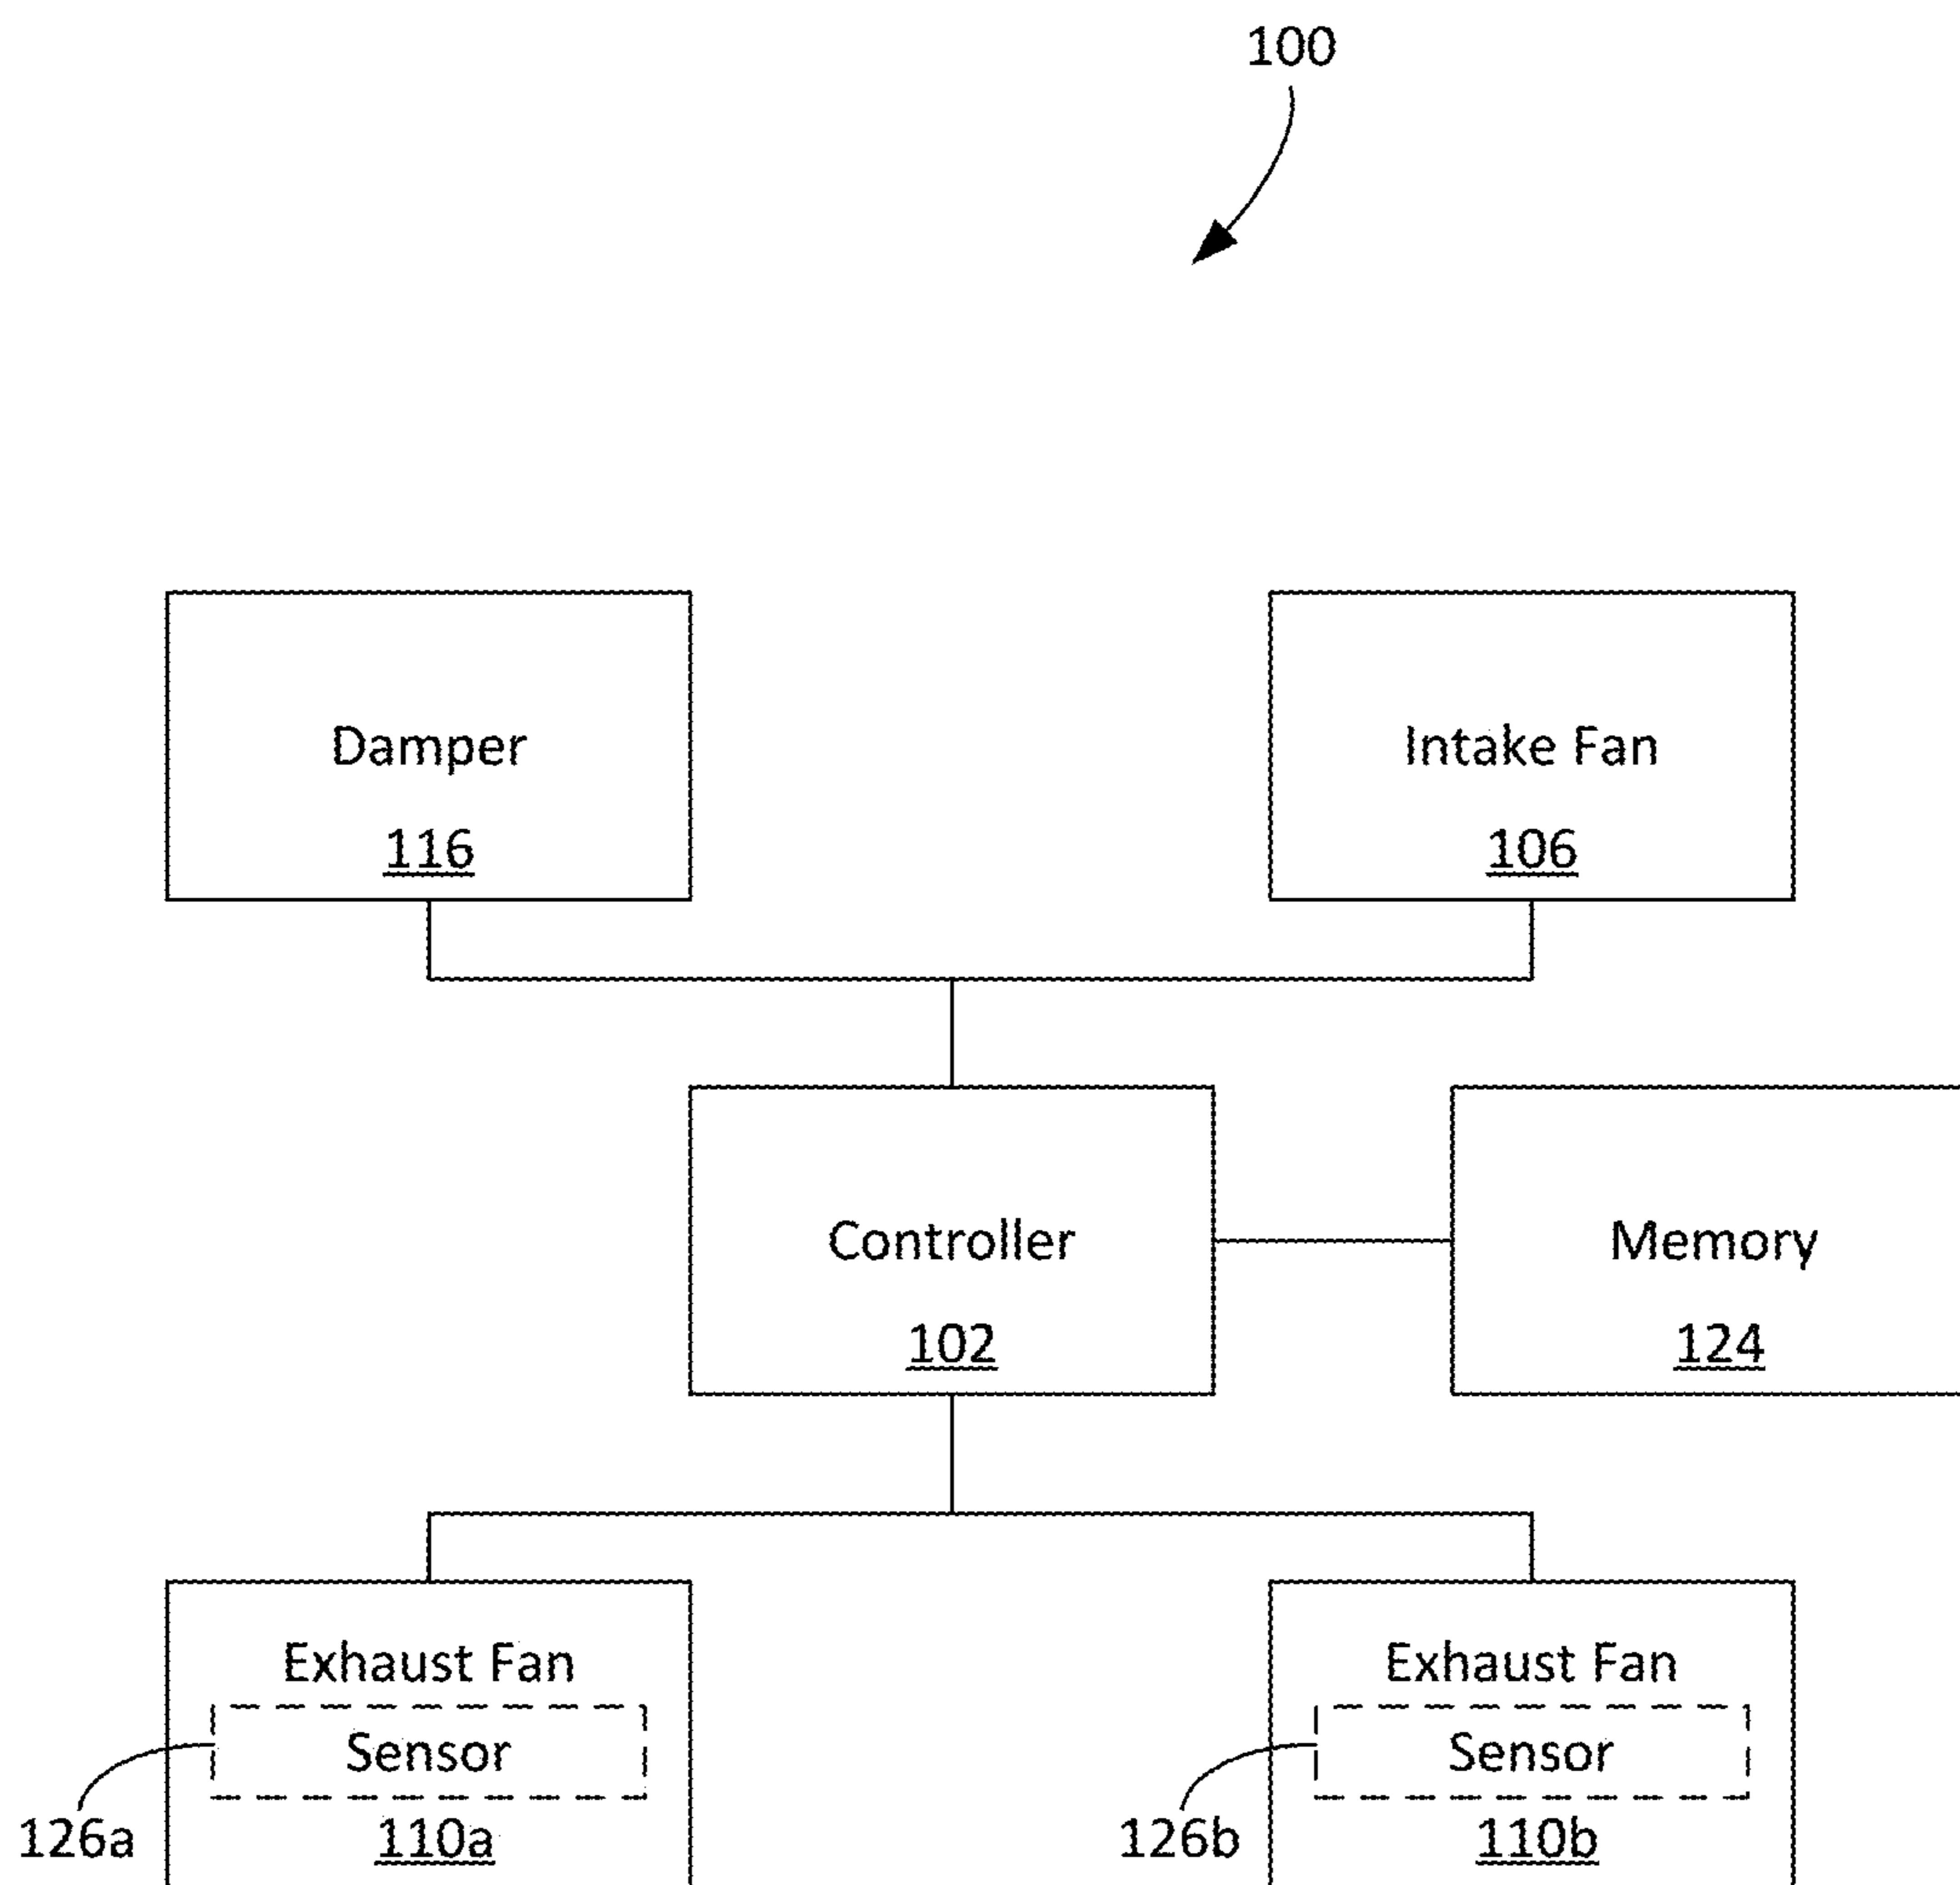 100
Damper
116
Intake Fan
106
Controller
102
Memory
124
Exhaust Fan
Sensor
126a
110a
Exhaust Fan
Sensor
126b
110b